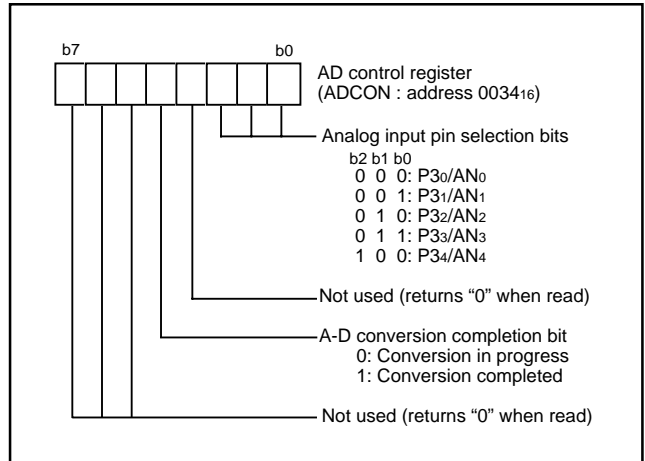 b7 b0
AD control register
(ADCON : address 003416)
Analog input pin selection bits
b2 b1 b0
0 0 0: P30/AN0
0 0 1: P31/AN1
0 1 0: P32/AN2
0 1 1: P33/AN3
1 0 0: P34/AN4
Not used (returns “0” when read)
A-D conversion completion bit
0: Conversion in progress
1: Conversion completed
Not used (returns “0” when read)